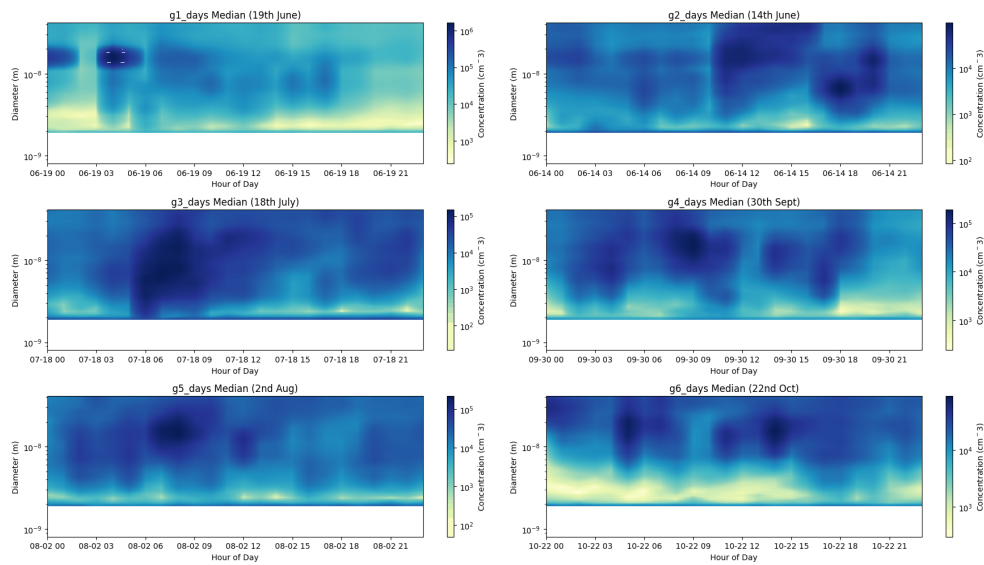 g1_days Median (19th June)
Diameter (m)
10⁻⁸
10⁻⁹
06-19 00 06-19 03 06-19 06 06-19 09 06-19 12 06-19 15 06-19 18 06-19 21
Hour of Day
10⁶
10⁵
10⁴
10³
Concentration (cm⁻3)
g2_days Median (14th June)
Diameter (m)
10⁻⁸
10⁻⁹
06-14 00 06-14 03 06-14 06 06-14 09 06-14 12 06-14 15 06-14 18 06-14 21
Hour of Day
10⁴
10³
10²
Concentration (cm⁻3)
g3_days Median (18th July)
Diameter (m)
10⁻⁸
10⁻⁹
07-18 00 07-18 03 07-18 06 07-18 09 07-18 12 07-18 15 07-18 18 07-18 21
Hour of Day
10⁵
10⁴
10³
10²
Concentration (cm⁻3)
g4_days Median (30th Sept)
Diameter (m)
10⁻⁸
10⁻⁹
09-30 00 09-30 03 09-30 06 09-30 09 09-30 12 09-30 15 09-30 18 09-30 21
Hour of Day
10⁵
10⁴
10³
Concentration (cm⁻3)
g5_days Median (2nd Aug)
Diameter (m)
10⁻⁸
10⁻⁹
08-02 00 08-02 03 08-02 06 08-02 09 08-02 12 08-02 15 08-02 18 08-02 21
Hour of Day
10⁵
10⁴
10³
10²
Concentration (cm⁻3)
g6_days Median (22nd Oct)
Diameter (m)
10⁻⁸
10⁻⁹
10-22 00 10-22 03 10-22 06 10-22 09 10-22 12 10-22 15 10-22 18 10-22 21
Hour of Day
10⁴
10³
Concentration (cm⁻3)